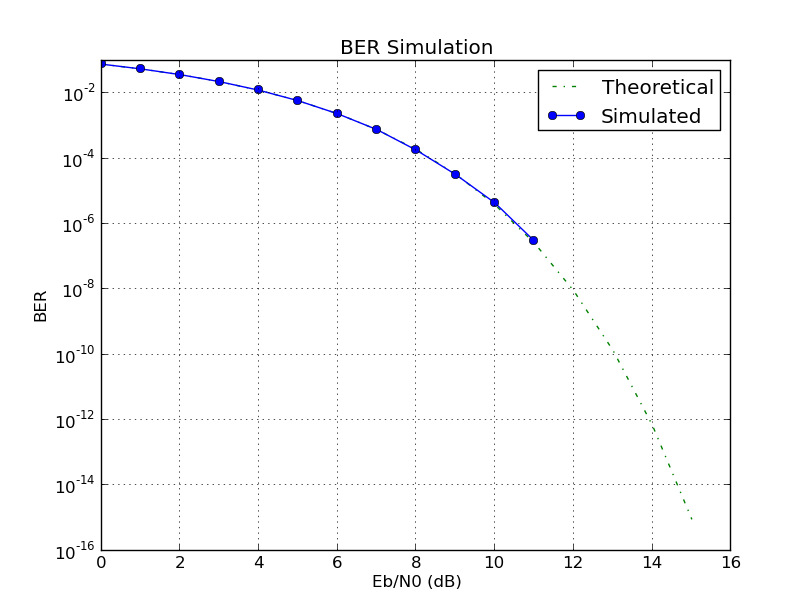 BER Simulation
Theoretical
Simulated
10^-2
10^-4
10^-6
10^-8
10^-10
10^-12
10^-14
10^-16
BER
0 2 4 6 8 10 12 14 16
Eb/N0 (dB)